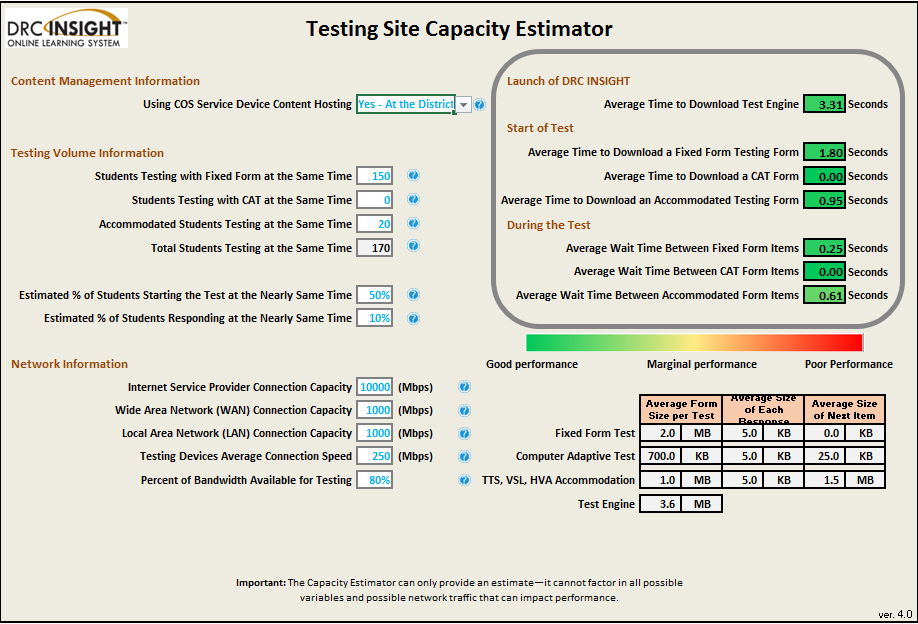 DRC INSIGHT™
ONLINE LEARNING SYSTEM
Testing Site Capacity Estimator
Content Management Information
Using COS Service Device Content Hosting Yes - At the District ?
Testing Volume Information
Students Testing with Fixed Form at the Same Time 150 ?
Students Testing with CAT at the Same Time 0 ?
Accommodated Students Testing at the Same Time 20 ?
Total Students Testing at the Same Time 170 ?
Estimated % of Students Starting the Test at the Nearly Same Time 50% ?
Estimated % of Students Responding at the Nearly Same Time 10% ?
Launch of DRC INSIGHT
Average Time to Download Test Engine 3.31 Seconds
Start of Test
Average Time to Download a Fixed Form Testing Form 1.80 Seconds
Average Time to Download a CAT Form 0.00 Seconds
Average Time to Download an Accommodated Testing Form 0.95 Seconds
During the Test
Average Wait Time Between Fixed Form Items 0.25 Seconds
Average Wait Time Between CAT Form Items 0.00 Seconds
Average Wait Time Between Accommodated Form Items 0.61 Seconds
Good performance Marginal performance Poor Performance
Network Information
Internet Service Provider Connection Capacity 10000 (Mbps) ?
Wide Area Network (WAN) Connection Capacity 1000 (Mbps) ?
Local Area Network (LAN) Connection Capacity 1000 (Mbps) ?
Testing Devices Average Connection Speed 250 (Mbps) ?
Percent of Bandwidth Available for Testing 80% ?
Average Form Size per Test Average Size of Each Response Average Size of Next Item
Fixed Form Test 2.0 MB 5.0 KB 0.0 KB
Computer Adaptive Test 700.0 KB 5.0 KB 25.0 KB
TTS, VSL, HVA Accommodation 1.0 MB 5.0 KB 1.5 MB
Test Engine 3.6 MB
Important: The Capacity Estimator can only provide an estimate—it cannot factor in all possible
variables and possible network traffic that can impact performance.
ver. 4.0